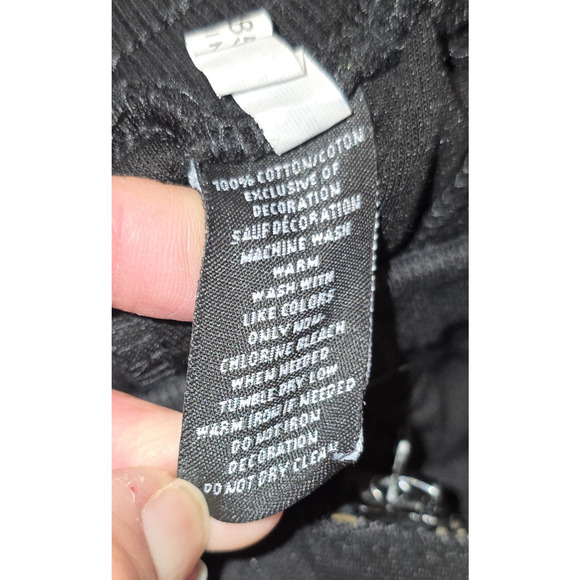 100% COTTON/COTON
EXCLUSIVE OF
DECORATION
SAUF DÉCORATION
MACHINE WASH
WARM
WASH WITH
LIKE COLORS
ONLY NON-
CHLORINE BLEACH
WHEN NEEDED
TUMBLE DRY LOW
WARM IRON IF NEEDED
DO NOT IRON
DECORATION
DO NOT DRY CLEAN